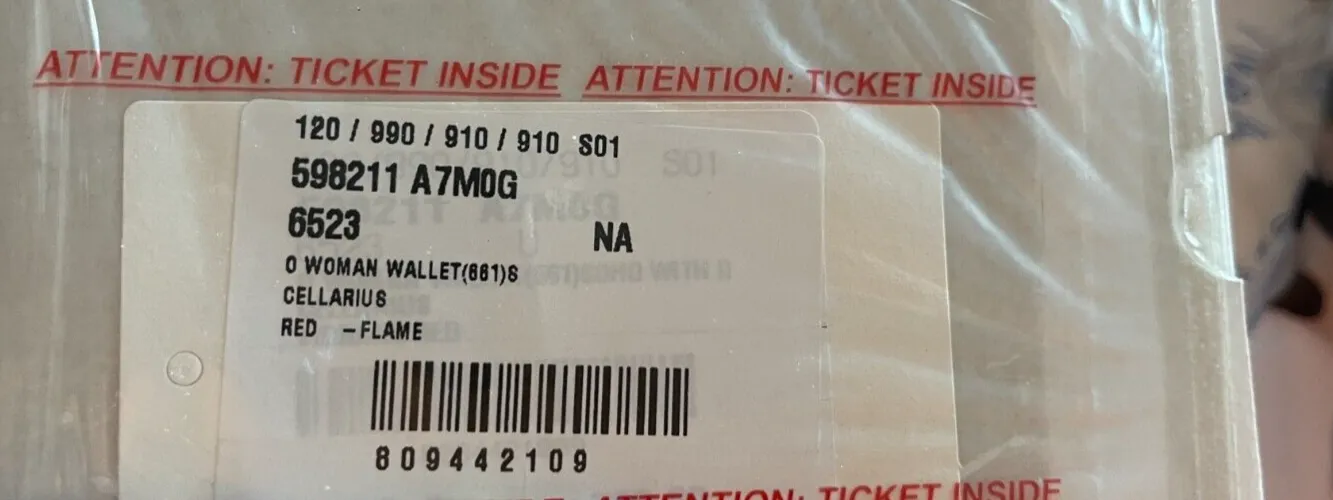 ATTENTION: TICKET INSIDE ATTENTION: TICKET INSIDE
120 / 990 / 910 / 910 S01
598211 A7M0G
6523 NA
O WOMAN WALLET(661)S
CELLARIUS
RED -FLAME
809442109
ATTENTION: TICKET INSIDE